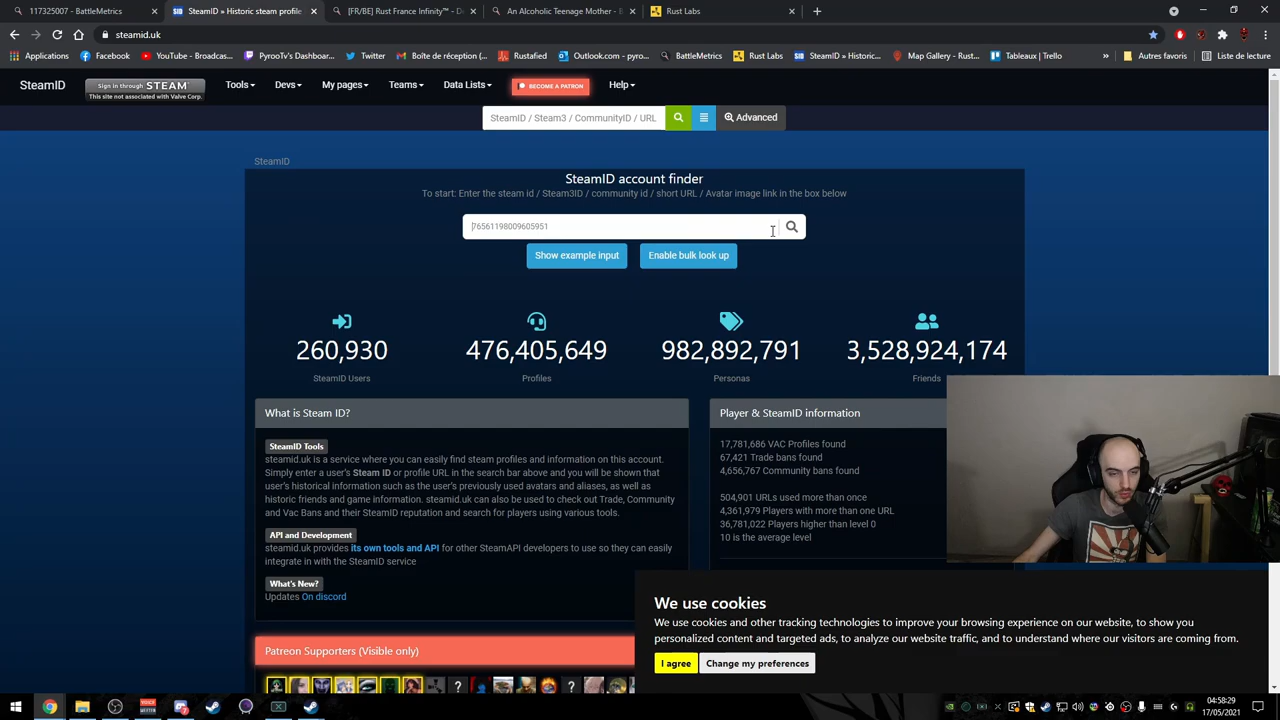 117325007 - BattleMetrics
SteamID » Historic steam profile
[FR/BE] Rust France Infinity™ - D
An Alcoholic Teenage Mother - B
Rust Labs
steamid.uk
Applications
Facebook
YouTube - Broadcas...
PyrooTv's Dashboar...
Twitter
Boîte de réception (...
Rustafied
Outlook.com - pyro...
BattleMetrics
Rust Labs
SteamID » Historic...
Map Gallery - Rust...
Tableaux | Trello
»
Autres favoris
Liste de lecture
SteamID
Sign in through STEAM
This site not associated with Valve Corp.
Tools
Devs
My pages
Teams
Data Lists
BECOME A PATRON
Help
SteamID / Steam3 / CommunityID / URL
Advanced
SteamID
SteamID account finder
To start: Enter the steam id / Steam3ID / community id / short URL / Avatar image link in the box below
76561198009605951
Show example input
Enable bulk look up
260,930
476,405,649
982,892,791
3,528,924,174
SteamID Users
Profiles
Personas
Friends
What is Steam ID?
SteamID Tools
steamid.uk is a service where you can easily find steam profiles and information on this account.
Simply enter a user's Steam ID or profile URL in the search bar above and you will be shown that
user's historical information such as the user's previously used avatars and aliases, as well as
historic friends and game information. steamid.uk can also be used to check out Trade, Community
and Vac Bans and their SteamID reputation and search for players using various tools.
API and Development
steamid.uk provides its own tools and API for other SteamAPI developers to use so they can easily
integrate in with the SteamID service
What's New?
Updates On discord
Player & SteamID information
17,781,686 VAC Profiles found
67,421 Trade bans found
4,656,767 Community bans found
504,901 URLs used more than once
4,361,979 Players with more than one URL
36,781,022 Players higher than level 0
10 is the average level
Patreon Supporters (Visible only)
We use cookies
We use cookies and other tracking technologies to improve your browsing experience on our website, to show you
personalized content and targeted ads, to analyze our website traffic, and to understand where our visitors are coming from.
I agree
Change my preferences
04:58:29
17/05/2021